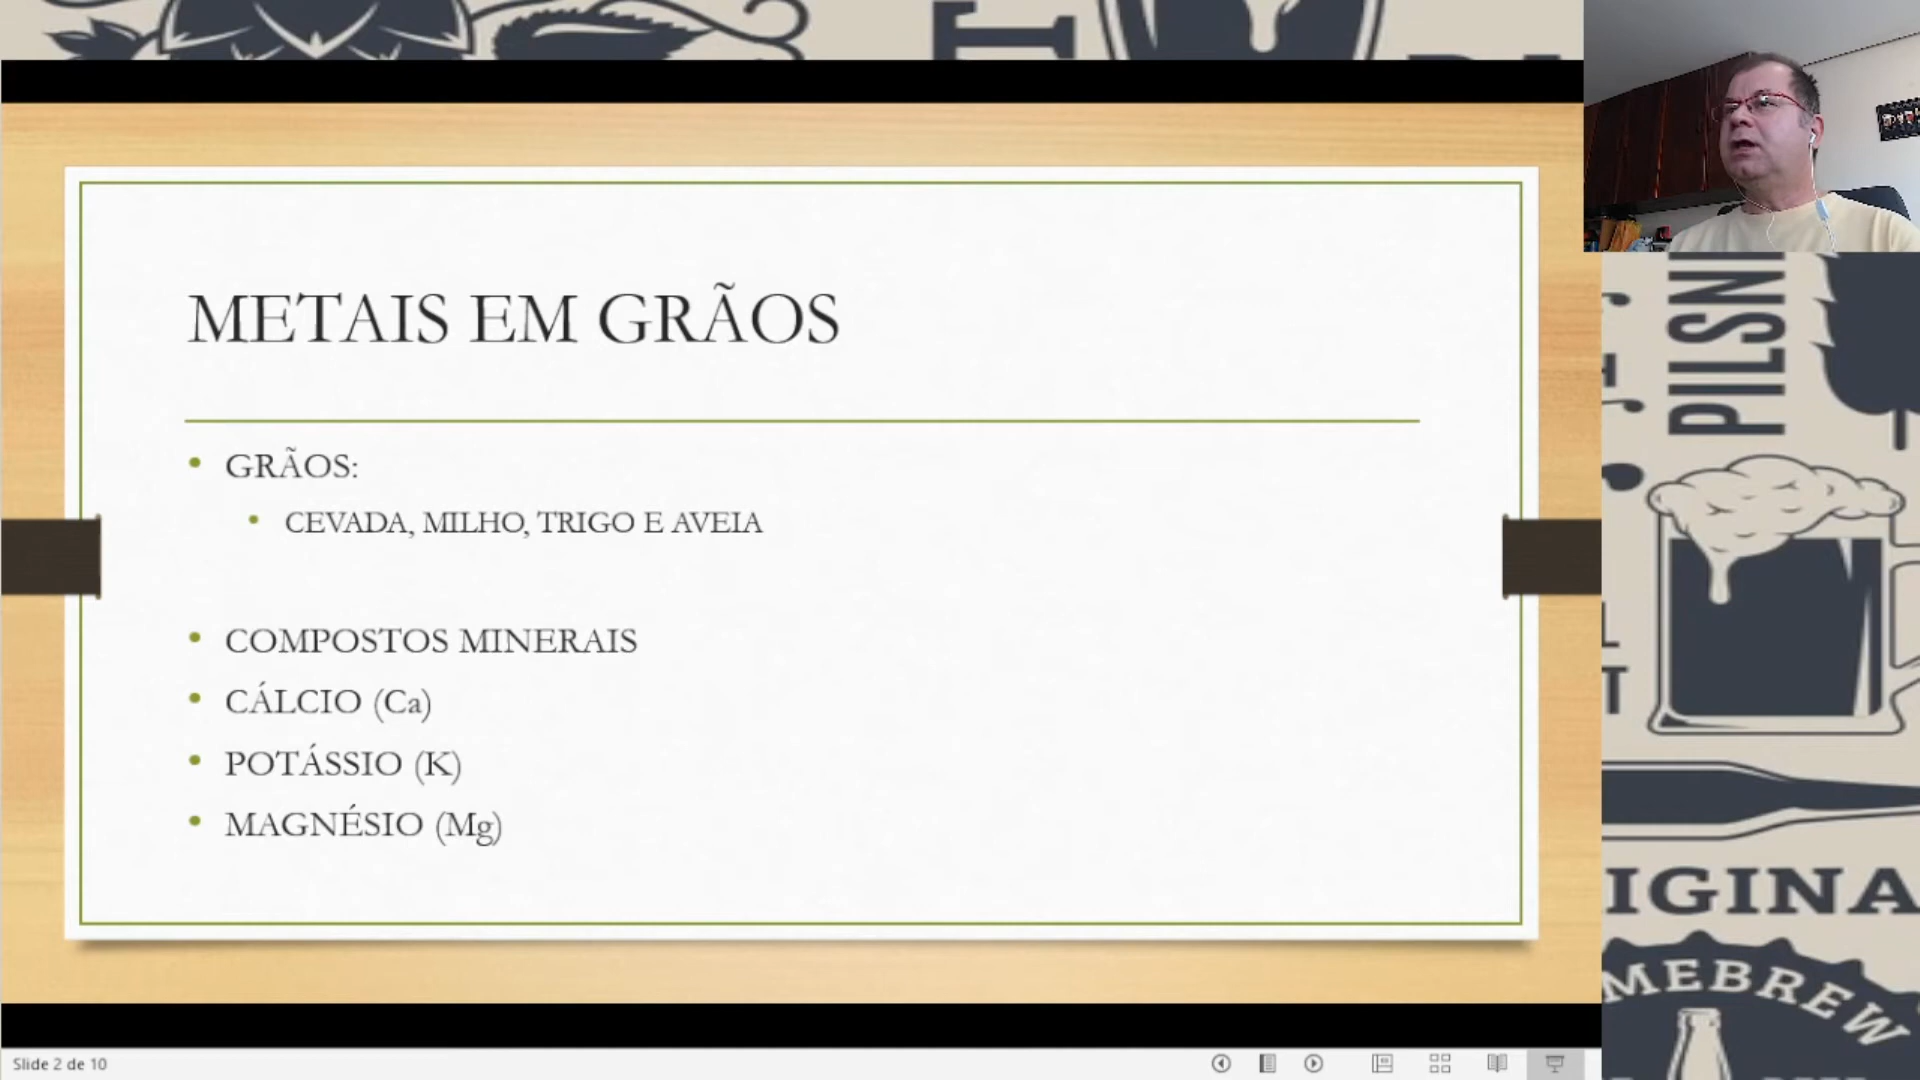 METAIS EM GRÃOS
• GRÃOS:
• CEVADA, MILHO, TRIGO E AVEIA
• COMPOSTOS MINERAIS
• CÁLCIO (Ca)
• POTÁSSIO (K)
• MAGNÉSIO (Mg)
Slide 2 de 10
PILSN
IGINA
MEBREW